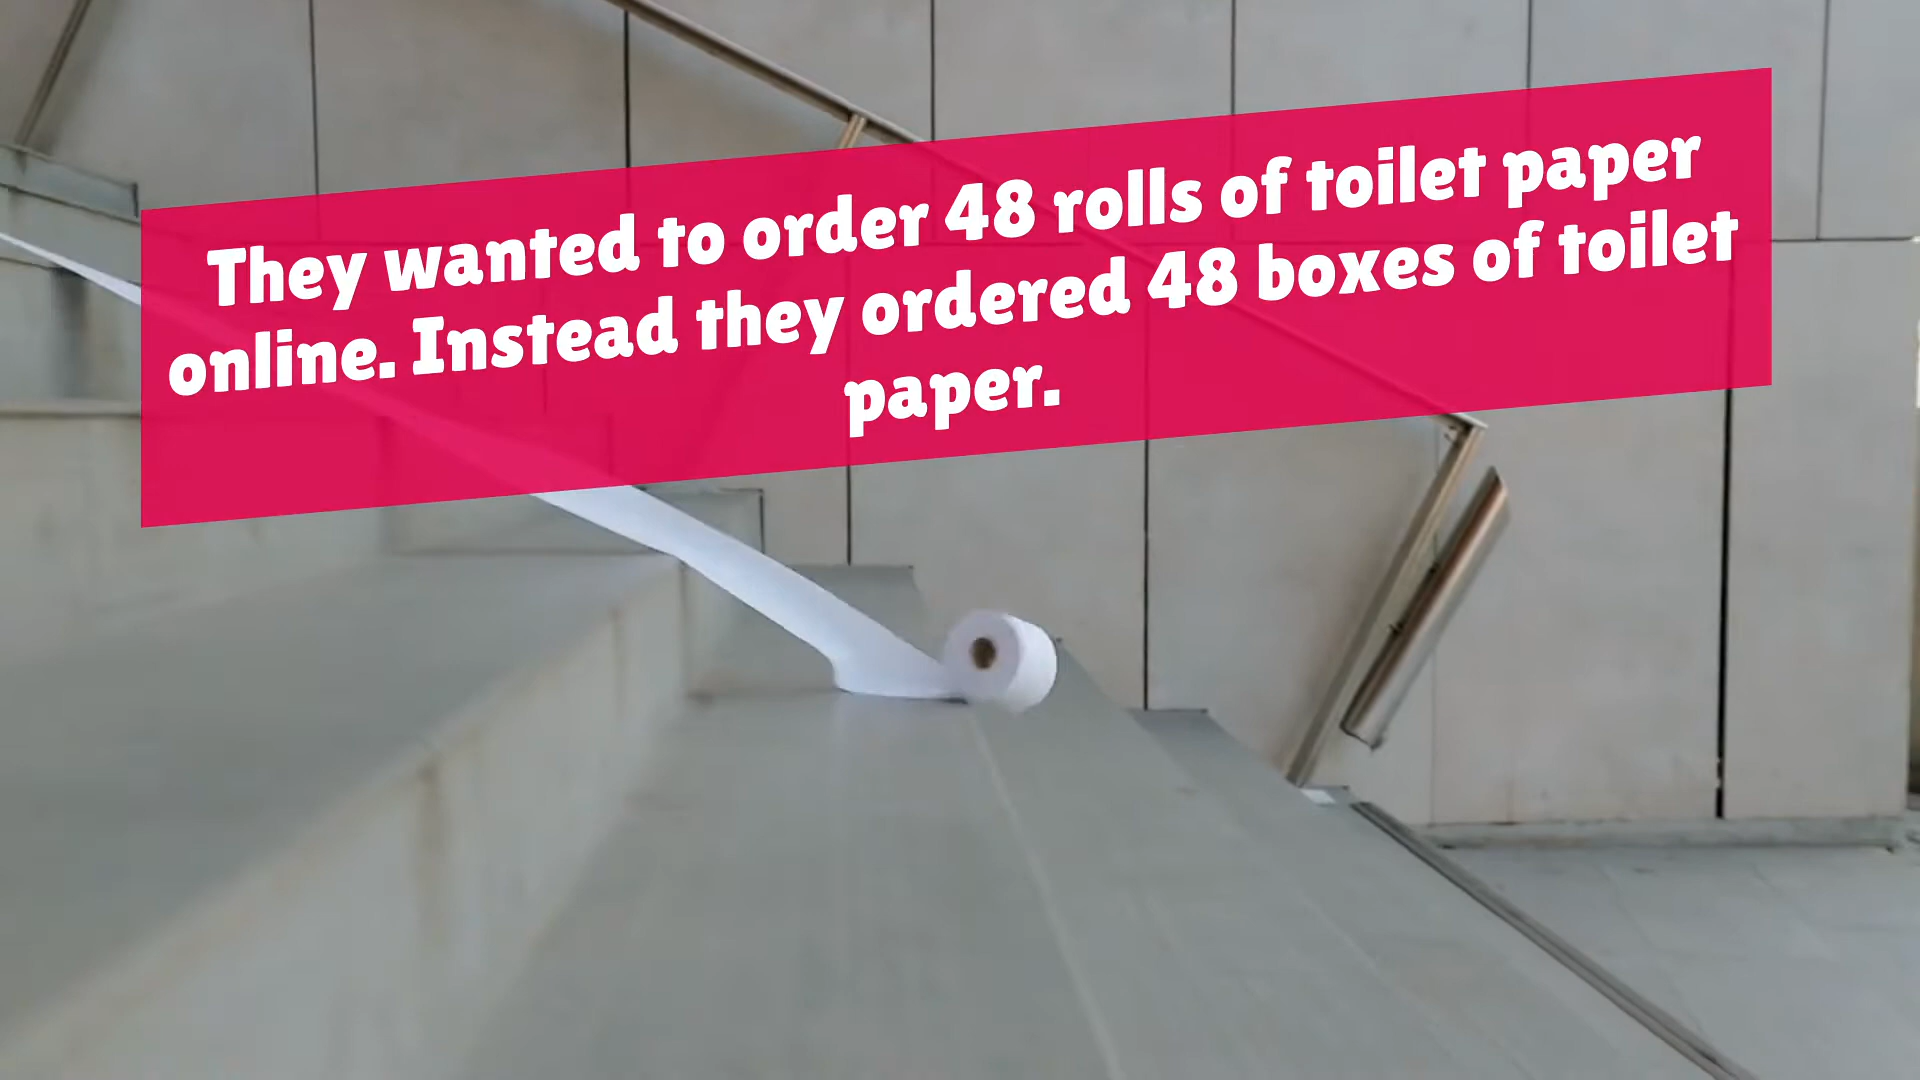 They wanted to order 48 rolls of toilet paper
online. Instead they ordered 48 boxes of toilet
paper.